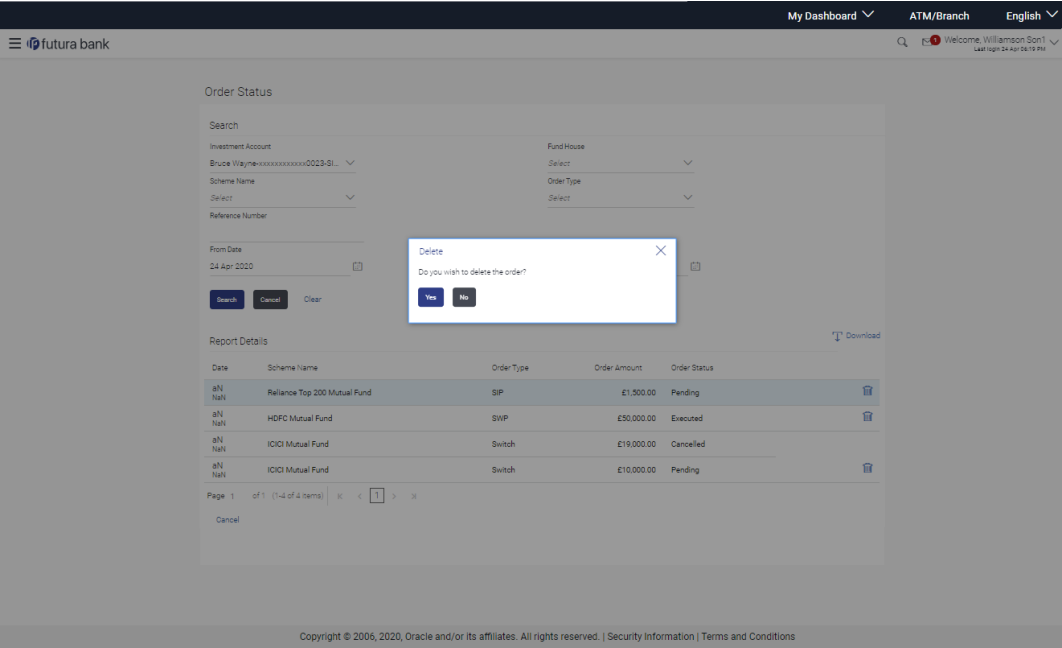 My Dashboard ATM/Branch English
futura bank
1 Welcome, Williamson Son1
Last login 24 Apr 06:19 PM
Order Status
Search
Investment Account Fund House
Bruce Wayne-xxxxxxxxxxxx0023-SI... Select
Scheme Name Order Type
Select Select
Reference Number
From Date
24 Apr 2020
Delete
Do you wish to delete the order?
Yes No
Search Cancel Clear
Report Details Download
Date Scheme Name Order Type Order Amount Order Status
aN
NaN Reliance Top 200 Mutual Fund SIP £1,500.00 Pending
aN
NaN HDFC Mutual Fund SWP £50,000.00 Executed
aN
NaN ICICI Mutual Fund Switch £19,000.00 Cancelled
aN
NaN ICICI Mutual Fund Switch £10,000.00 Pending
Page 1 of 1 (1-4 of 4 items) 1
Cancel
Copyright © 2006, 2020, Oracle and/or its affiliates. All rights reserved. | Security Information | Terms and Conditions